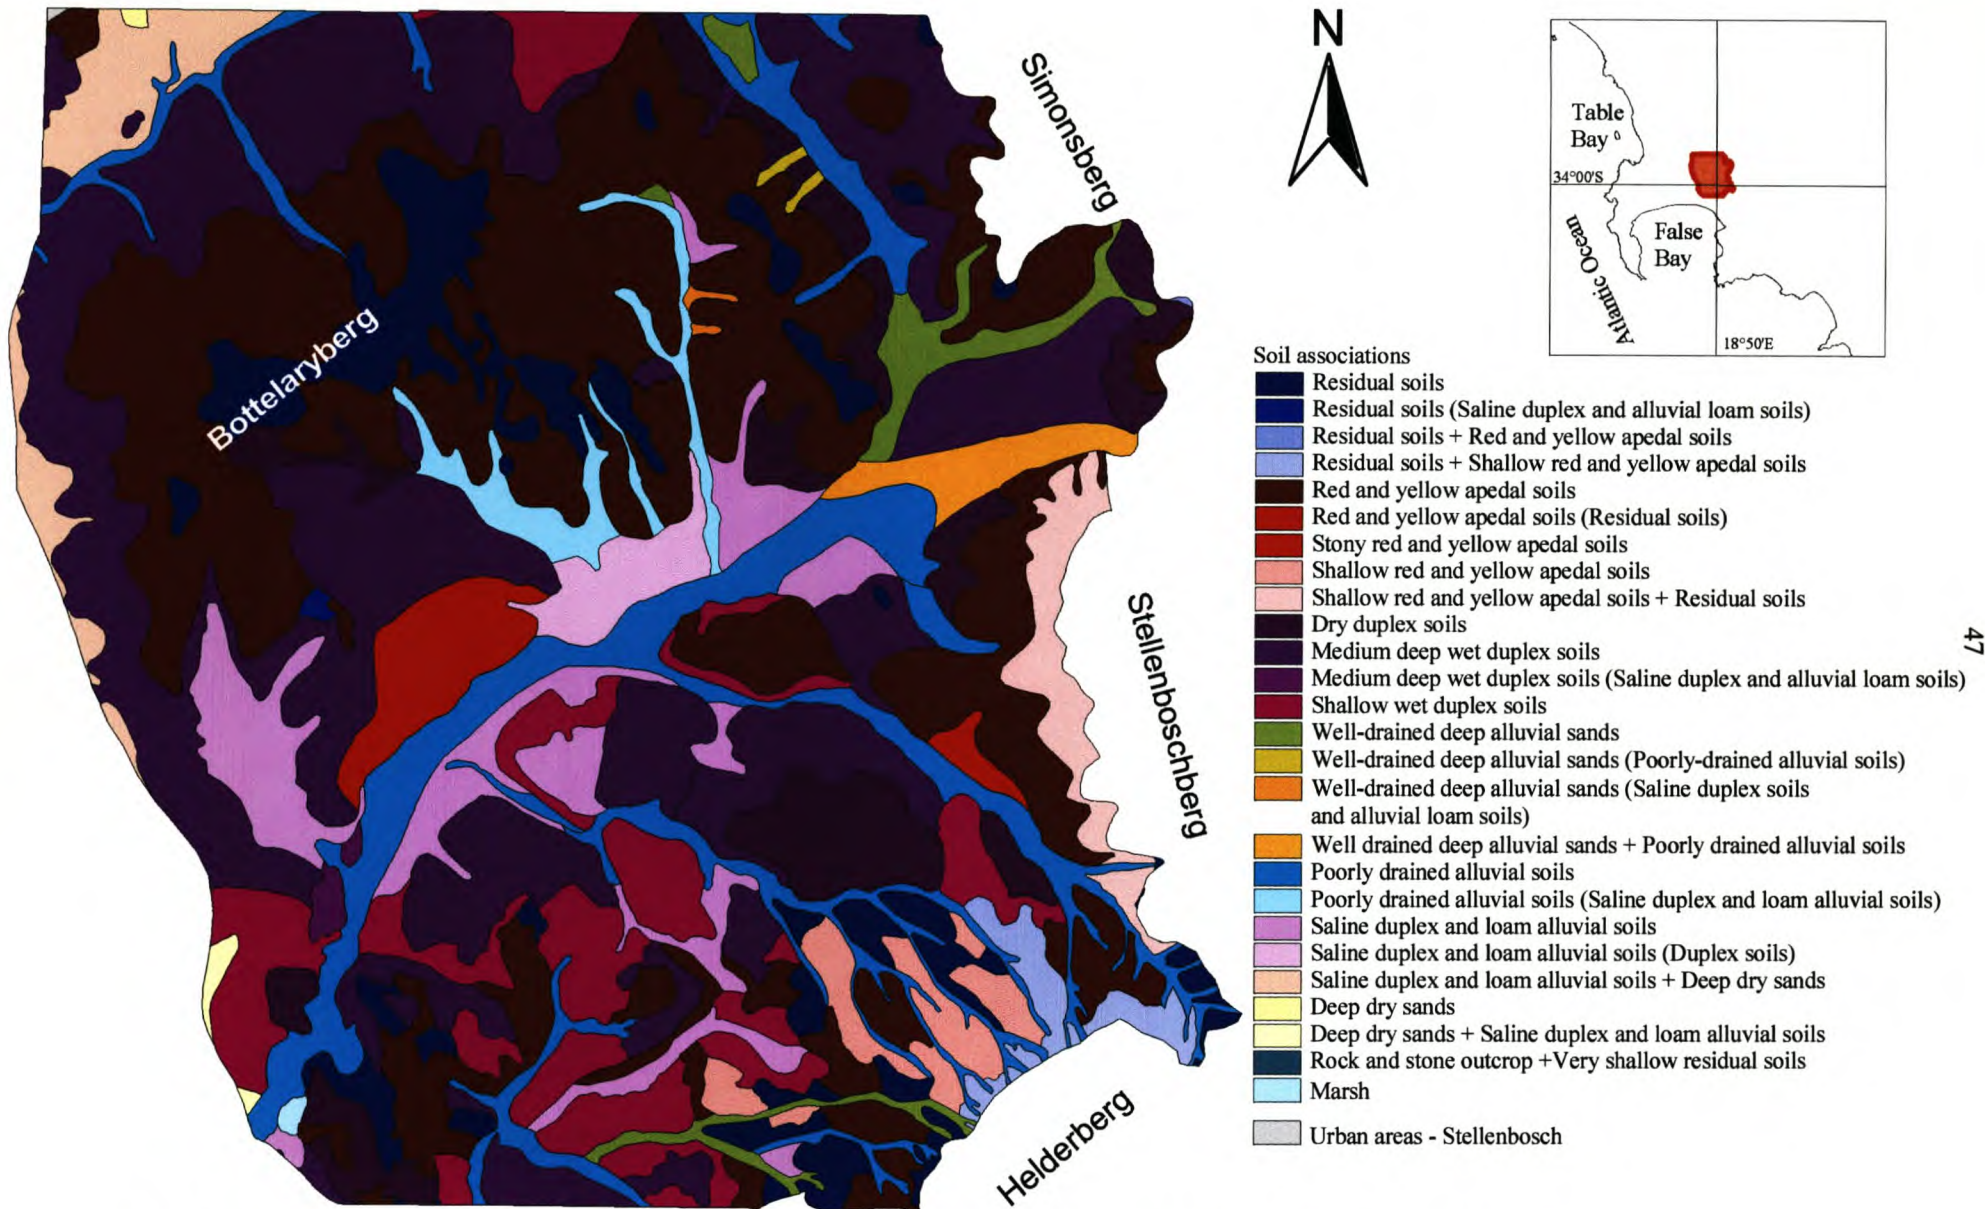 N
Simonsberg
Bottelaryberg
Stellenboschberg
Helderberg
Table
Bay
34°00'S
False
Bay
Atlantic Ocean
18°50'E
Soil associations
Residual soils
Residual soils (Saline duplex and alluvial loam soils)
Residual soils + Red and yellow apedal soils
Residual soils + Shallow red and yellow apedal soils
Red and yellow apedal soils
Red and yellow apedal soils (Residual soils)
Stony red and yellow apedal soils
Shallow red and yellow apedal soils
Shallow red and yellow apedal soils + Residual soils
Dry duplex soils
Medium deep wet duplex soils
Medium deep wet duplex soils (Saline duplex and alluvial loam soils)
Shallow wet duplex soils
Well-drained deep alluvial sands
Well-drained deep alluvial sands (Poorly-drained alluvial soils)
Well-drained deep alluvial sands (Saline duplex soils
and alluvial loam soils)
Well drained deep alluvial sands + Poorly drained alluvial soils
Poorly drained alluvial soils
Poorly drained alluvial soils (Saline duplex and loam alluvial soils)
Saline duplex and loam alluvial soils
Saline duplex and loam alluvial soils (Duplex soils)
Saline duplex and loam alluvial soils + Deep dry sands
Deep dry sands
Deep dry sands + Saline duplex and loam alluvial soils
Rock and stone outcrop +Very shallow residual soils
Marsh
Urban areas - Stellenbosch
47